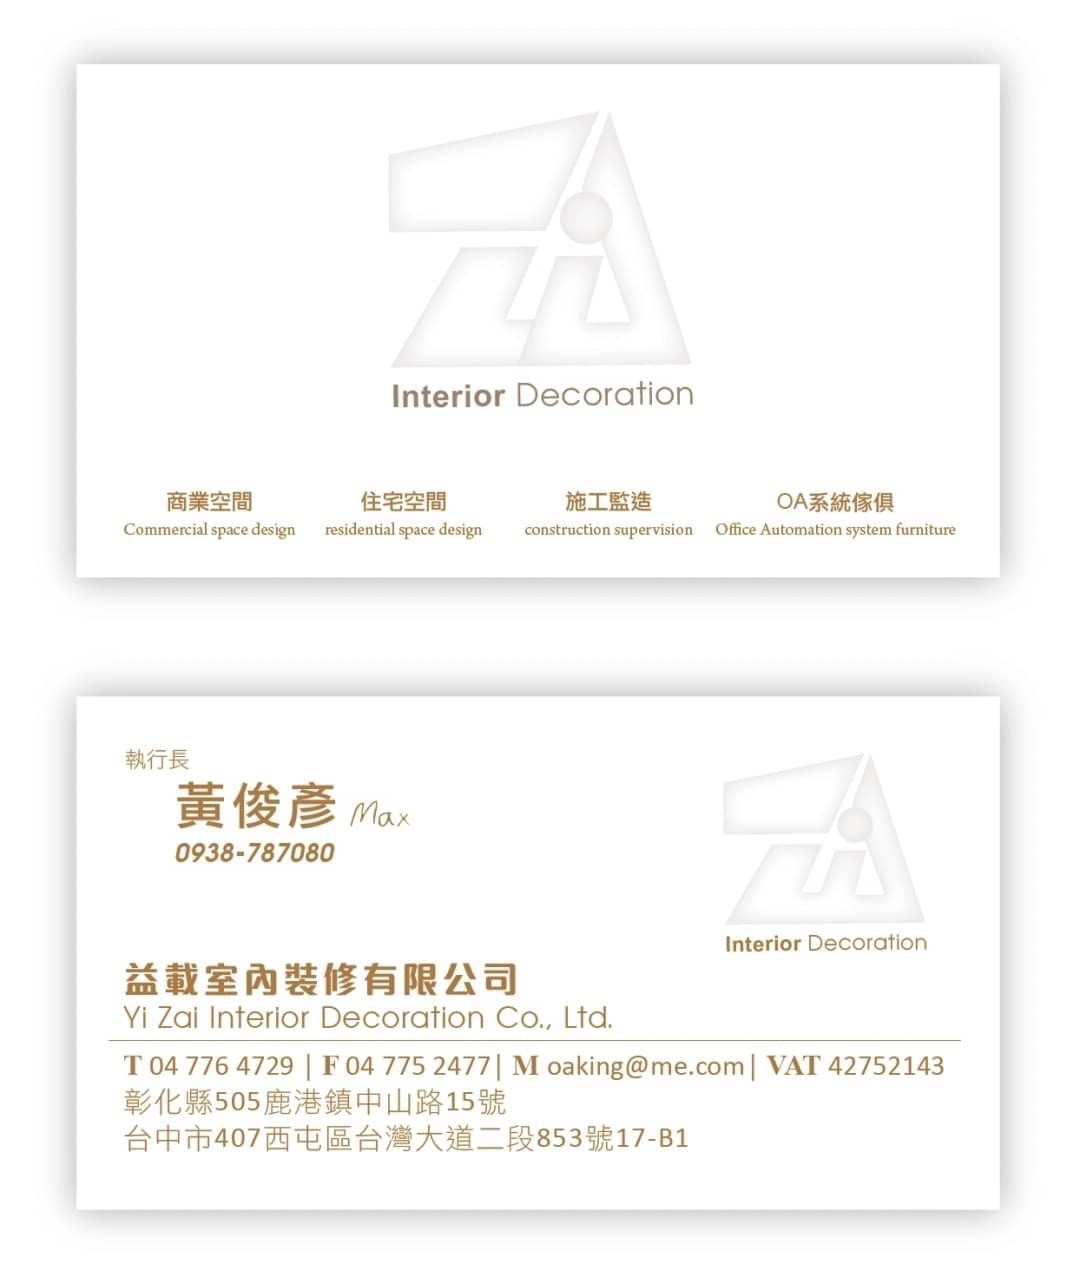 Interior Decoration
商業空間 住宅空間 施工監造 OA系統傢俱
Commercial space design residential space design construction supervision Office Automation system furniture
執行長
黃俊彥 Max
0938-787080
Interior Decoration
益載室內裝修有限公司
Yi Zai Interior Decoration Co., Ltd.
T 04 776 4729 | F 04 775 2477| M oaking@me.com| VAT 42752143
彰化縣505鹿港鎮中山路15號
台中市407西屯區台灣大道二段853號17-B1